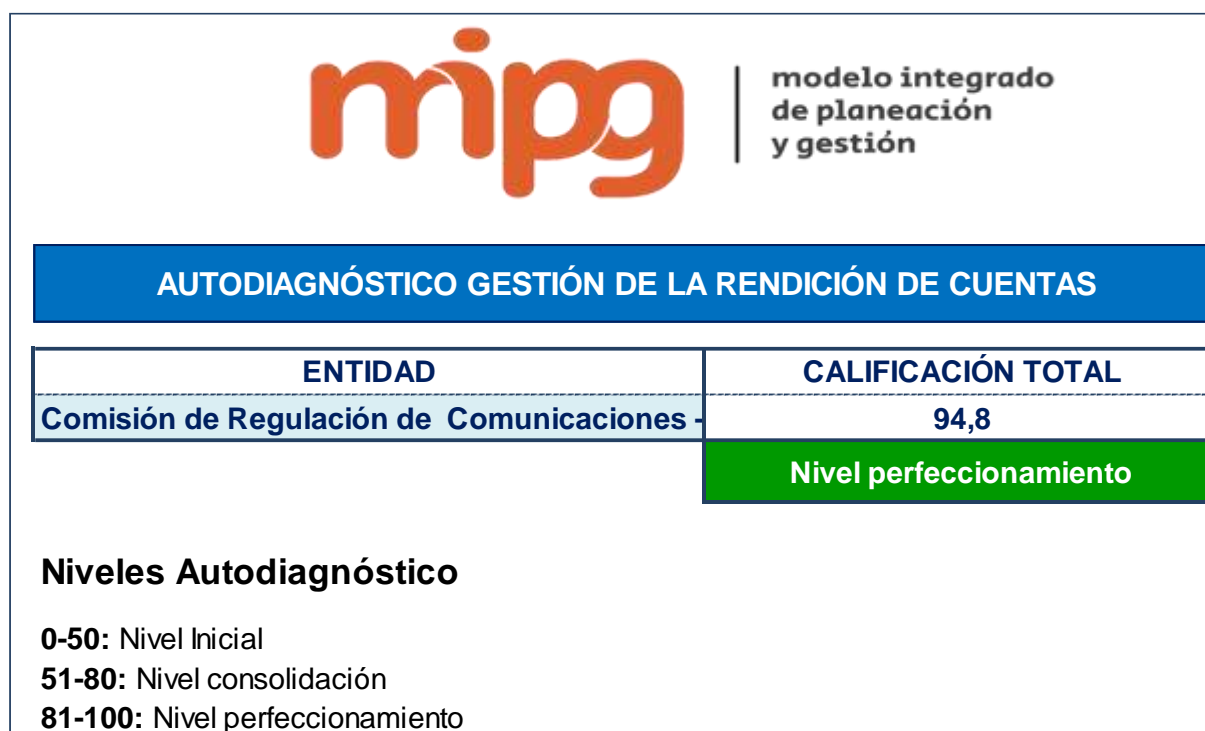 mipg
modelo integrado
de planeación
y gestión
AUTODIAGNÓSTICO GESTIÓN DE LA RENDICIÓN DE CUENTAS
ENTIDAD CALIFICACIÓN TOTAL
Comisión de Regulación de Comunicaciones - 94,8
Nivel perfeccionamiento
Niveles Autodiagnóstico
0-50: Nivel Inicial
51-80: Nivel consolidación
81-100: Nivel perfeccionamiento